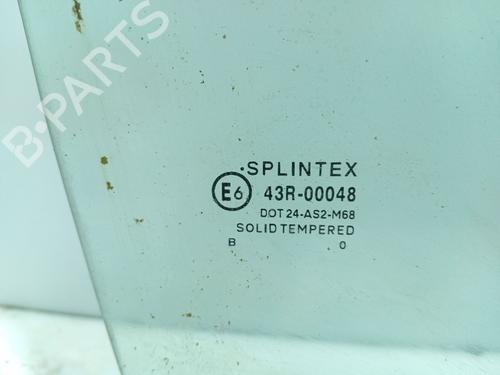 B-PARTS
SPLINTEX
E6 43R-00048
DOT 24-AS2-M68
SOLID TEMPERED
B 0